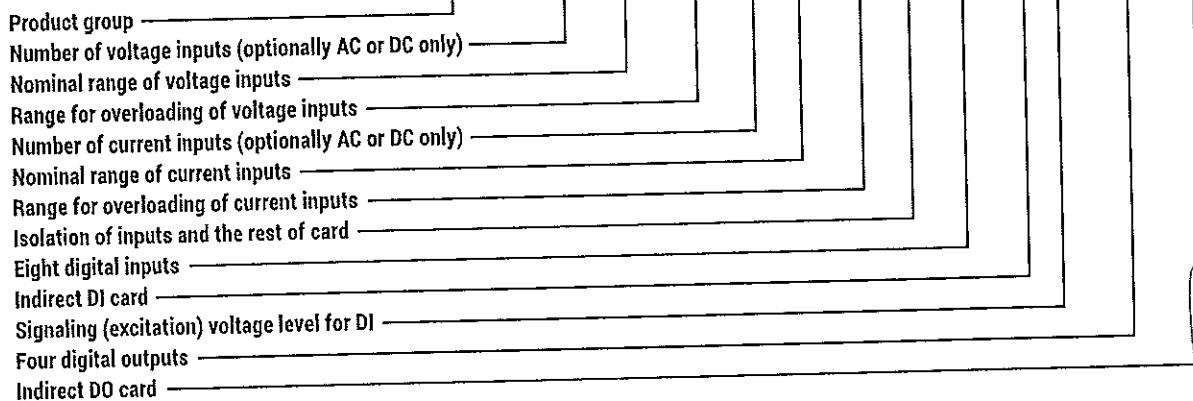 Product group
Number of voltage inputs (optionally AC or DC only)
Nominal range of voltage inputs
Range for overloading of voltage inputs
Number of current inputs (optionally AC or DC only)
Nominal range of current inputs
Range for overloading of current inputs
Isolation of inputs and the rest of card
Eight digital inputs
Indirect DI card
Signaling (excitation) voltage level for DI
Four digital outputs
Indirect DO card